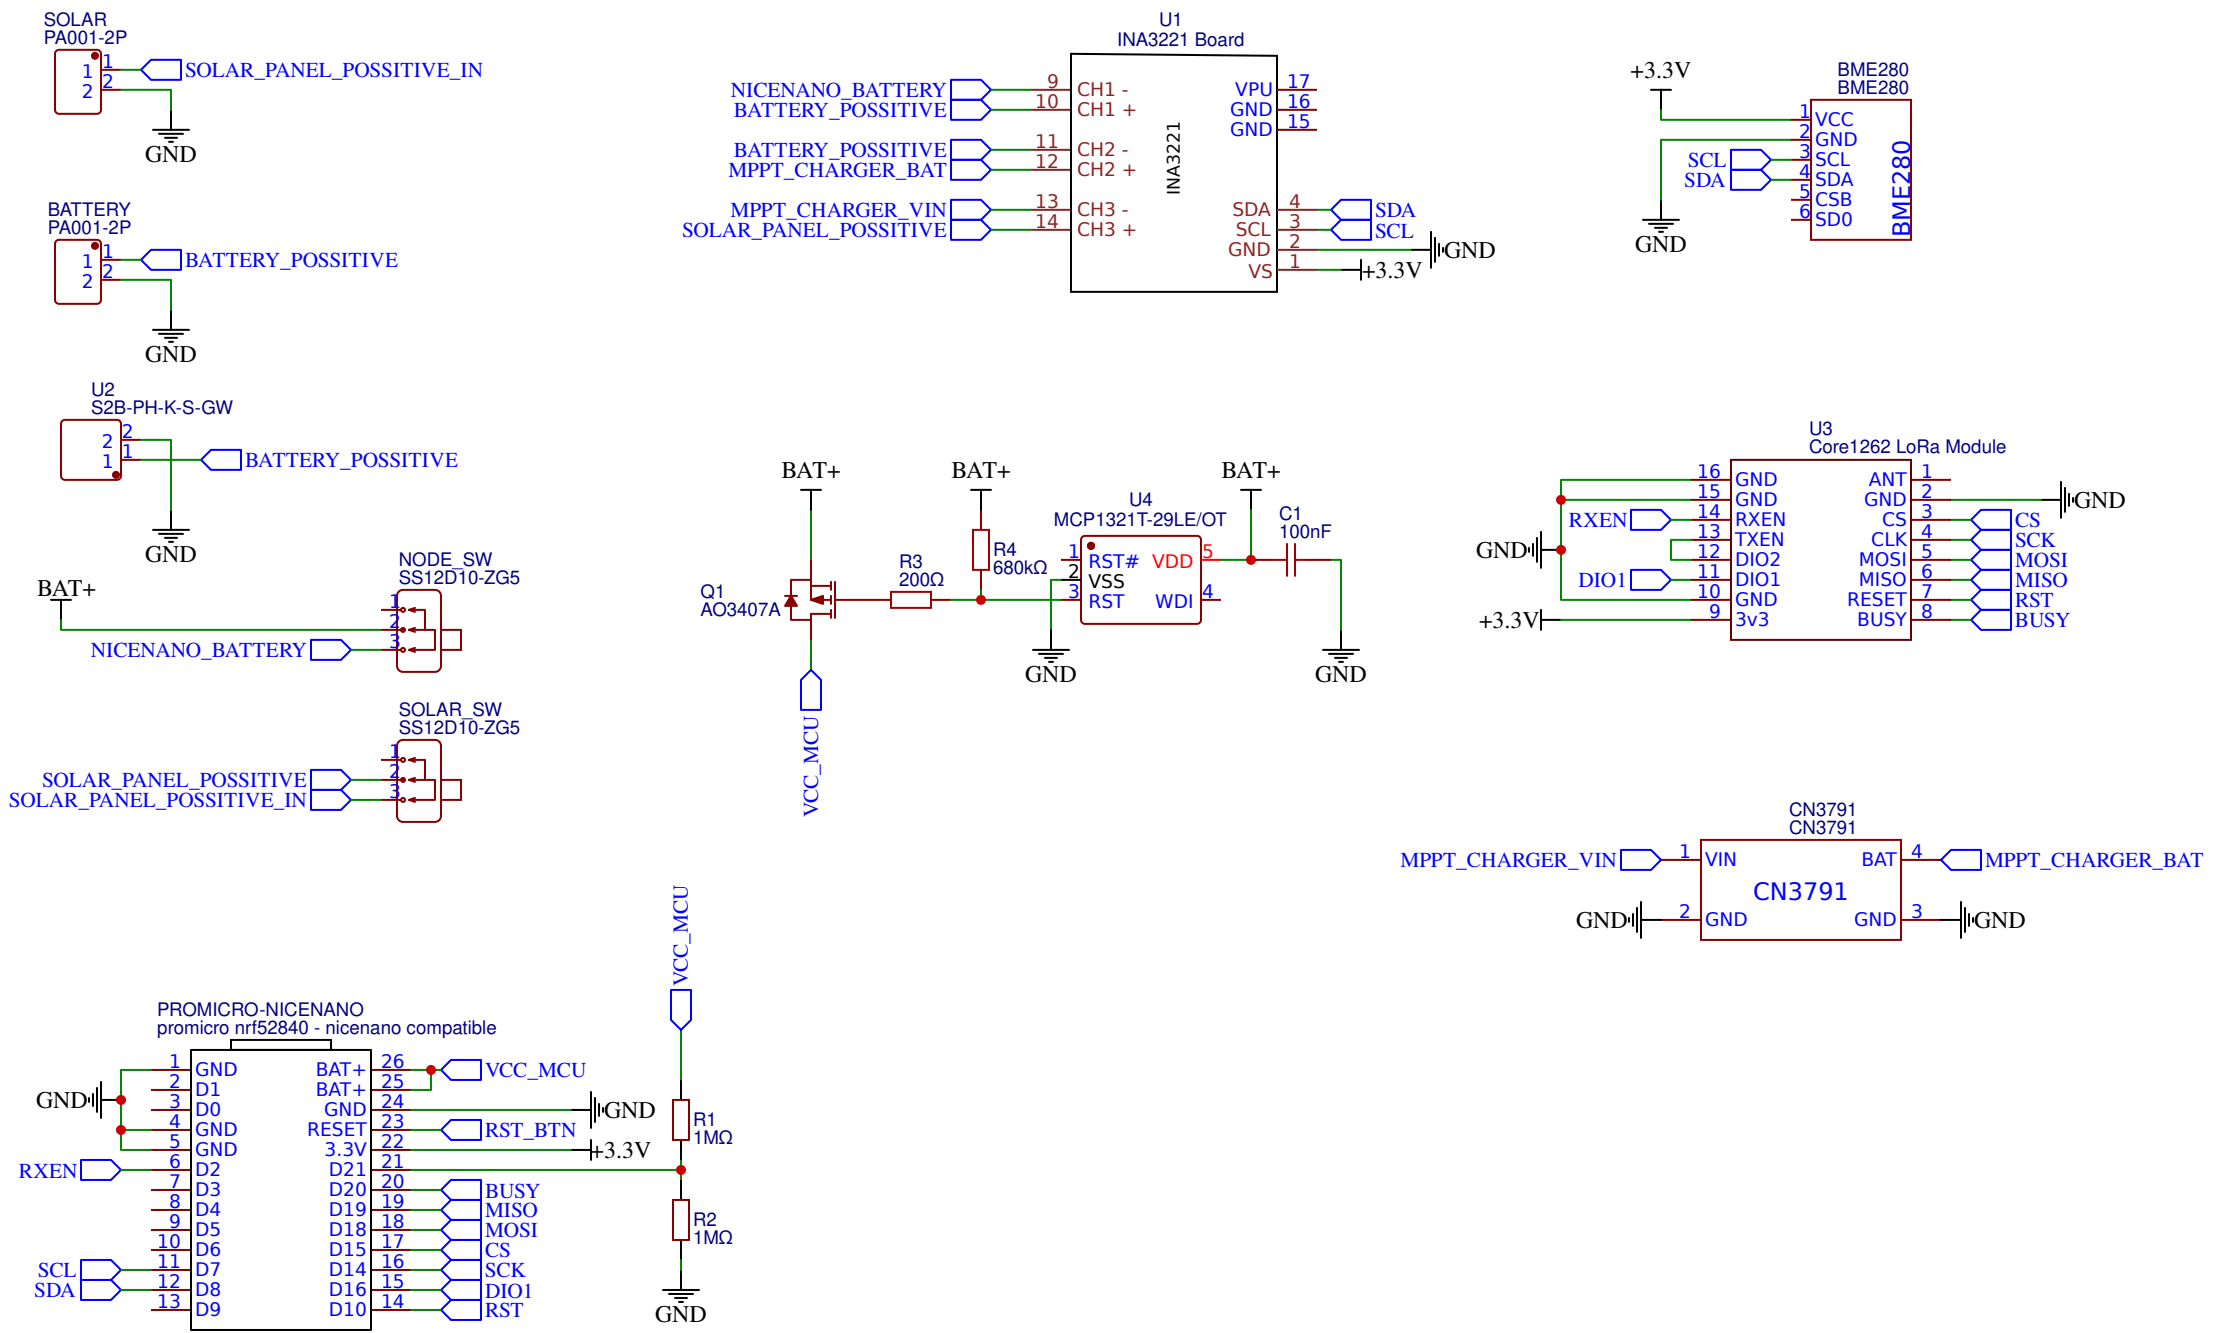 SOLAR
PA001-2P
1
2
1
2
SOLAR_PANEL_POSSITIVE_IN
GND
BATTERY
PA001-2P
1
2
1
2
BATTERY_POSSITIVE
GND
U2
S2B-PH-K-S-GW
2
1
2
1
BATTERY_POSSITIVE
GND
NODE_SW
SS12D10-ZG5
BAT+
1
2
3
NICENANO_BATTERY
SOLAR_SW
SS12D10-ZG5
1
2
3
SOLAR_PANEL_POSSITIVE
SOLAR_PANEL_POSSITIVE_IN
U1
INA3221 Board
INA3221
NICENANO_BATTERY 9 CH1 -
BATTERY_POSSITIVE 10 CH1 +
BATTERY_POSSITIVE 11 CH2 -
MPPT_CHARGER_BAT 12 CH2 +
MPPT_CHARGER_VIN 13 CH3 -
SOLAR_PANEL_POSSITIVE 14 CH3 +
VPU 17
GND 16
GND 15
SDA 4 SDA
SCL 3 SCL
GND 2 GND
VS 1 +3.3V
BME280
BME280
+3.3V
1 VCC
2 GND
SCL 3 SCL
SDA 4 SDA
5 CSB
6 SD0
BME280
GND
BAT+
Q1
AO3407A
VCC_MCU
R3
200Ω
BAT+
R4
680kΩ
U4
MCP1321T-29LE/OT
1 RST#
2 VSS
3 RST
VDD 5
WDI 4
GND
BAT+
C1
100nF
GND
U3
Core1262 LoRa Module
16 GND
15 GND
RXEN 14 RXEN
13 TXEN
12 DIO2
DIO1 11 DIO1
10 GND
+3.3V 9 3v3
GND
ANT 1
GND 2 GND
CS 3 CS
CLK 4 SCK
MOSI 5 MOSI
MISO 6 MISO
RESET 7 RST
BUSY 8 BUSY
CN3791
CN3791
MPPT_CHARGER_VIN 1 VIN
BAT 4 MPPT_CHARGER_BAT
CN3791
GND 2 GND
GND 3 GND
PROMICRO-NICENANO
promicro nrf52840 - nicenano compatible
GND
1 GND
2 D1
3 D0
4 GND
5 GND
RXEN 6 D2
7 D3
8 D4
9 D5
10 D6
SCL 11 D7
SDA 12 D8
13 D9
BAT+ 26 VCC_MCU
BAT+ 25
GND 24 GND
RESET 23 RST_BTN
3.3V 22 +3.3V
D21 21
D20 20 BUSY
D19 19 MISO
D18 18 MOSI
D15 17 CS
D14 16 SCK
D16 15 DIO1
D10 14 RST
VCC_MCU
R1
1MΩ
R2
1MΩ
GND